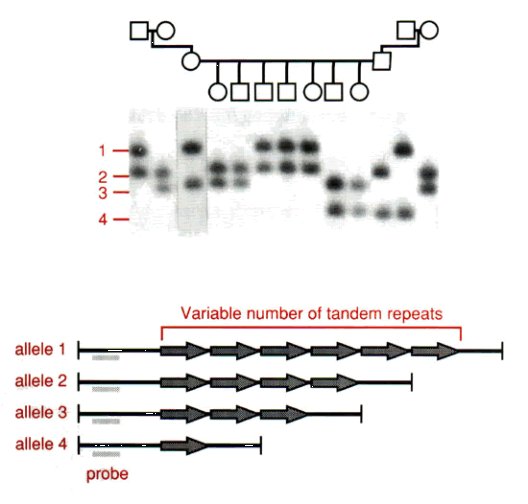 1
2
3
4
Variable number of tandem repeats
allele 1
allele 2
allele 3
allele 4
probe